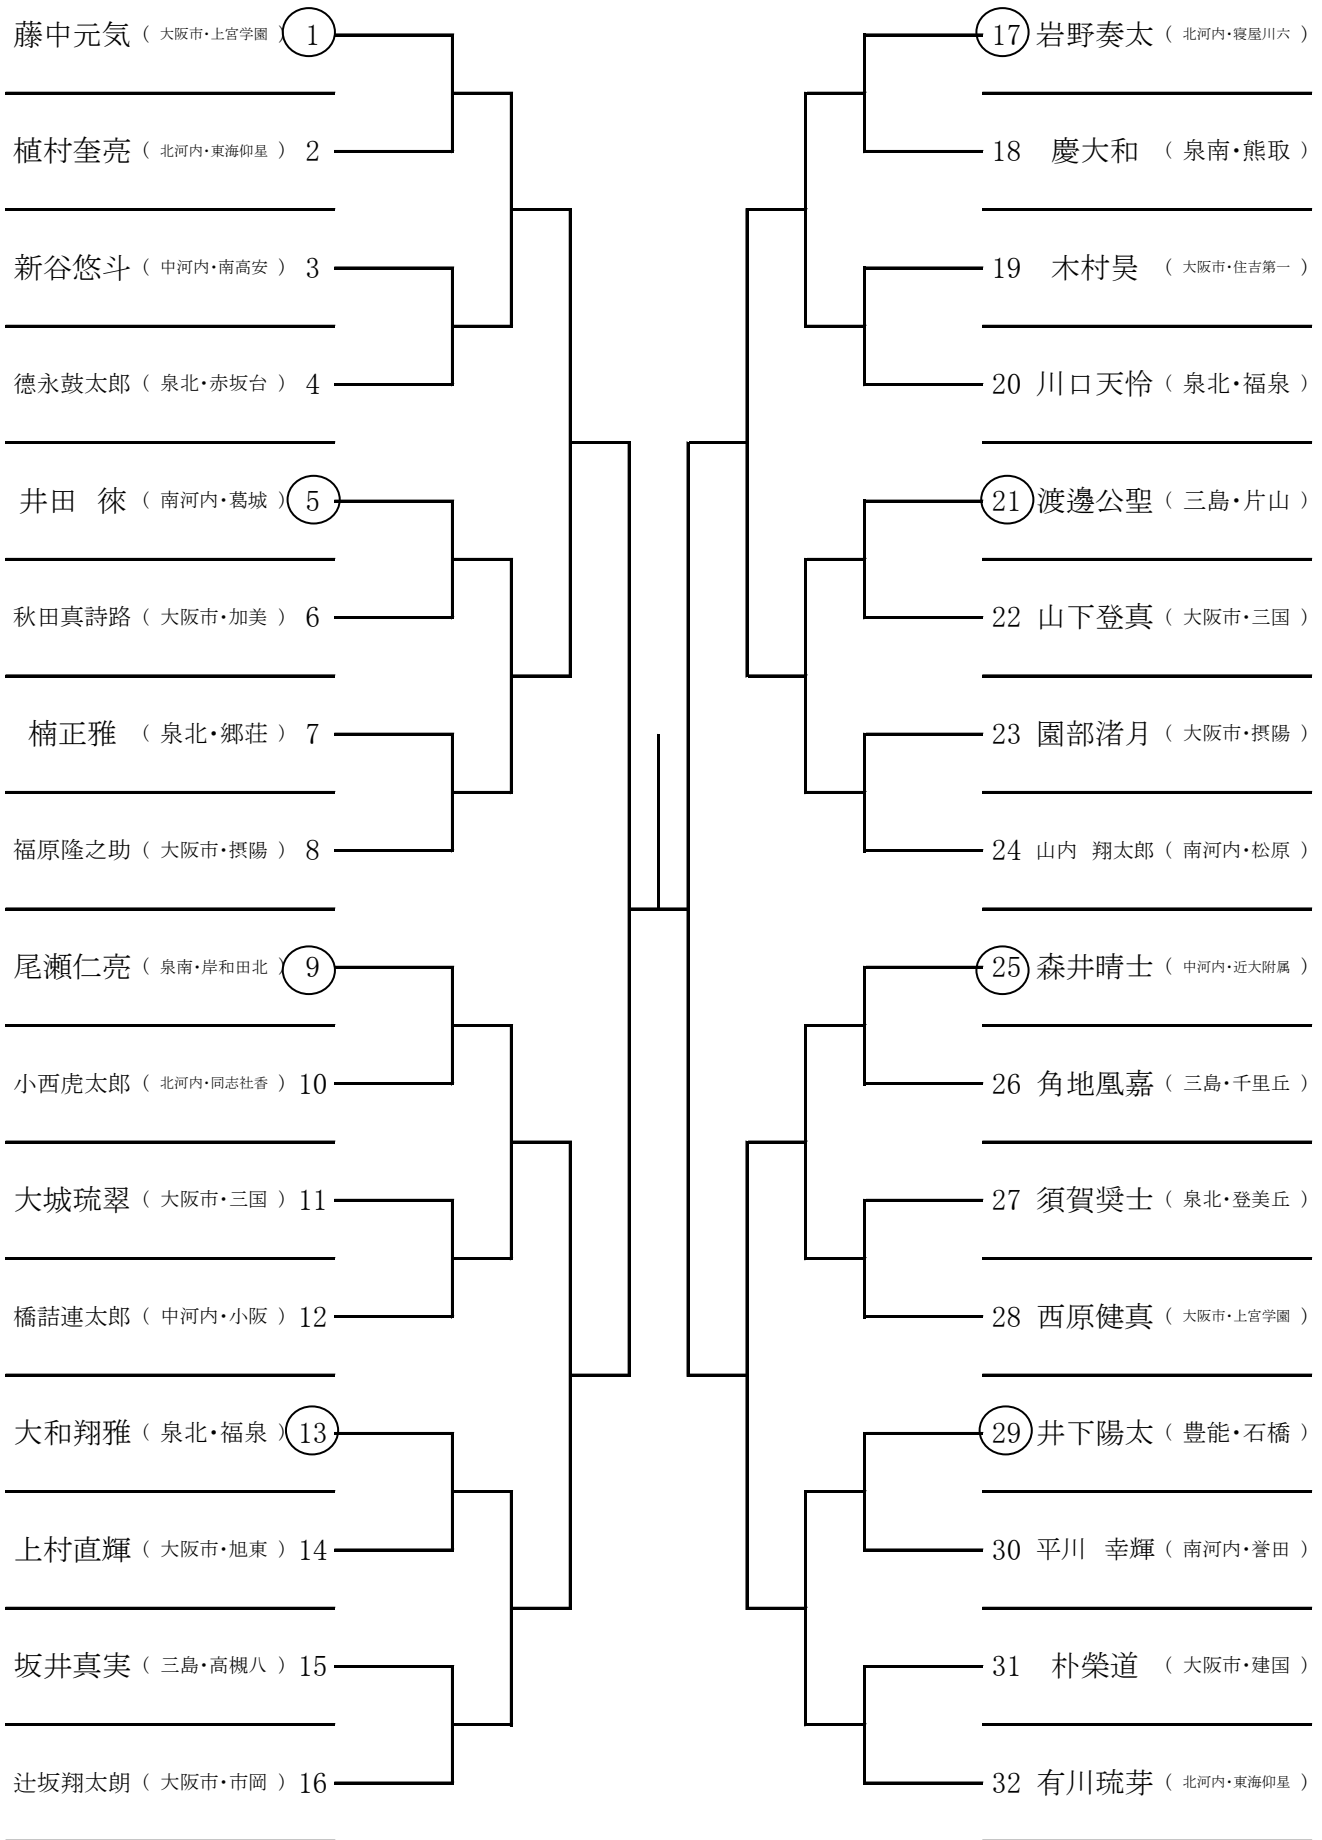 藤中元気 （ 大阪市・上宮学園 ） 1
植村奎亮 （ 北河内・東海仰星 ） 2
新谷悠斗 （ 中河内・南高安 ） 3
德永鼓太郎 （ 泉北・赤坂台 ） 4
井田 徠 （ 南河内・葛城 ） 5
秋田真詩路 （ 大阪市・加美 ） 6
楠正雅 （ 泉北・郷荘 ） 7
福原隆之助 （ 大阪市・摂陽 ） 8
尾瀬仁亮 （ 泉南・岸和田北 ） 9
小西虎太郎 （ 北河内・同志社香 ） 10
大城琉翠 （ 大阪市・三国 ） 11
橋詰連太郎 （ 中河内・小阪 ） 12
大和翔雅 （ 泉北・福泉 ） 13
上村直輝 （ 大阪市・旭東 ） 14
坂井真実 （ 三島・高槻八 ） 15
辻坂翔太朗 （ 大阪市・市岡 ） 16
17 岩野奏太 （ 北河内・寝屋川六 ）
18 慶大和 （ 泉南・熊取 ）
19 木村昊 （ 大阪市・住吉第一 ）
20 川口天怜 （ 泉北・福泉 ）
21 渡邊公聖 （ 三島・片山 ）
22 山下登真 （ 大阪市・三国 ）
23 園部渚月 （ 大阪市・摂陽 ）
24 山内 翔太郎 （ 南河内・松原 ）
25 森井晴士 （ 中河内・近大附属 ）
26 角地凰嘉 （ 三島・千里丘 ）
27 須賀奨士 （ 泉北・登美丘 ）
28 西原健真 （ 大阪市・上宮学園 ）
29 井下陽太 （ 豊能・石橋 ）
30 平川 幸輝 （ 南河内・誉田 ）
31 朴榮道 （ 大阪市・建国 ）
32 有川琉芽 （ 北河内・東海仰星 ）